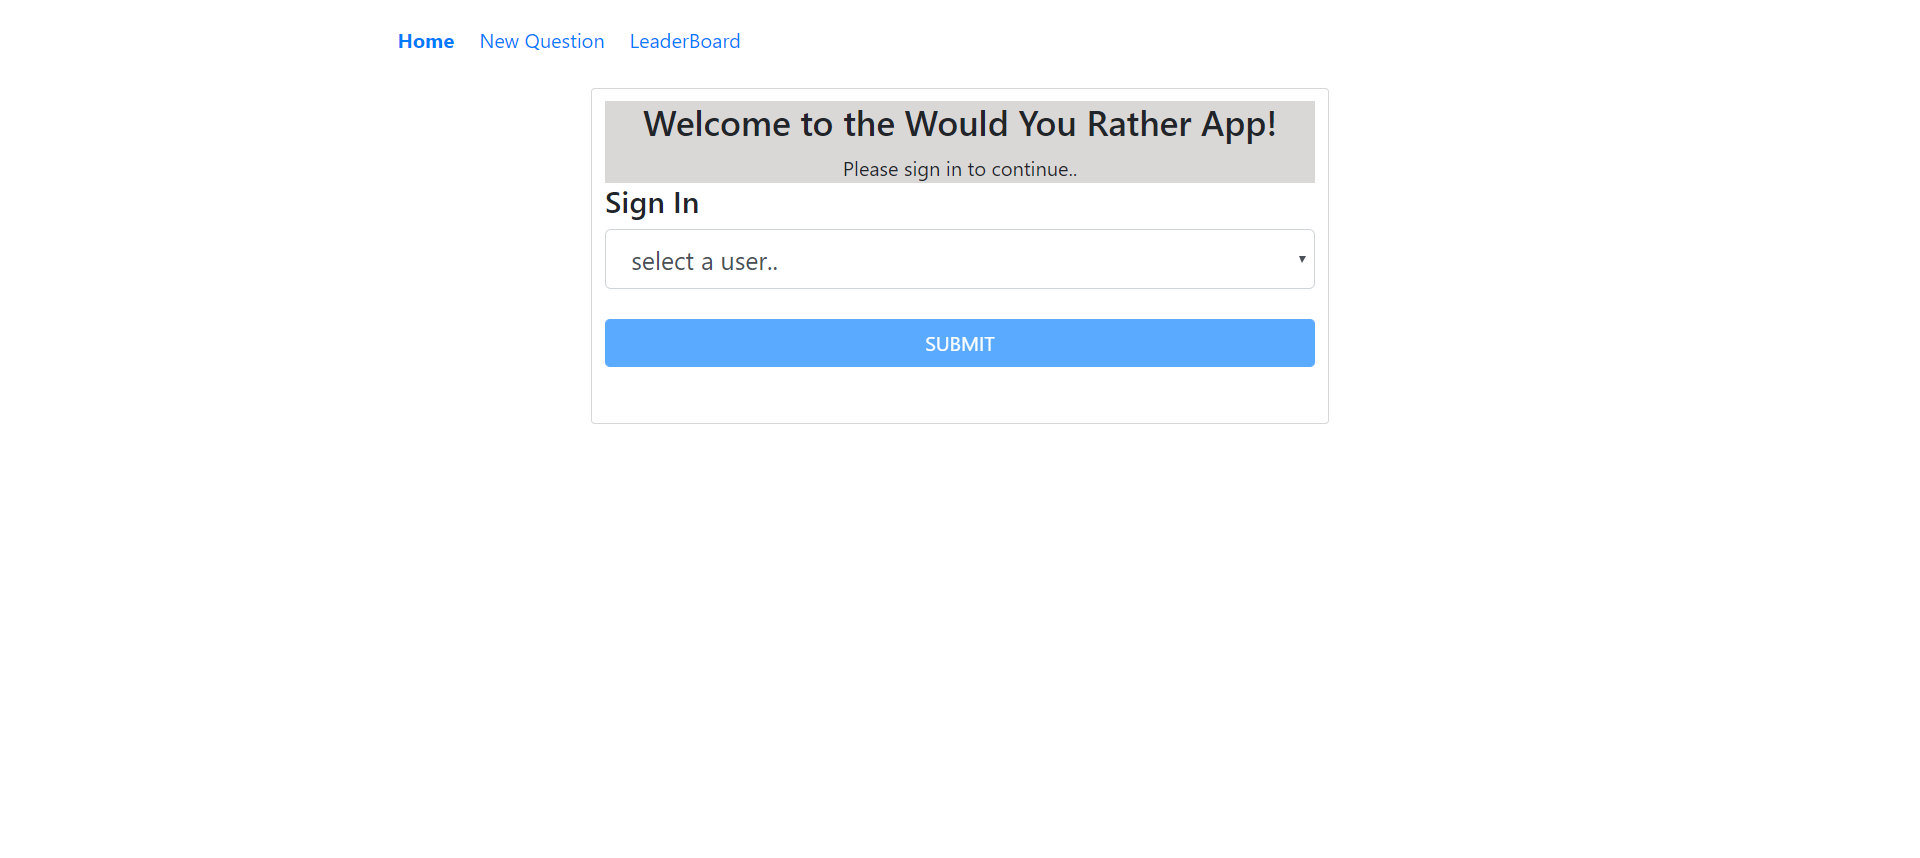 Home New Question LeaderBoard
Welcome to the Would You Rather App!
Please sign in to continue..
Sign In
select a user..
SUBMIT